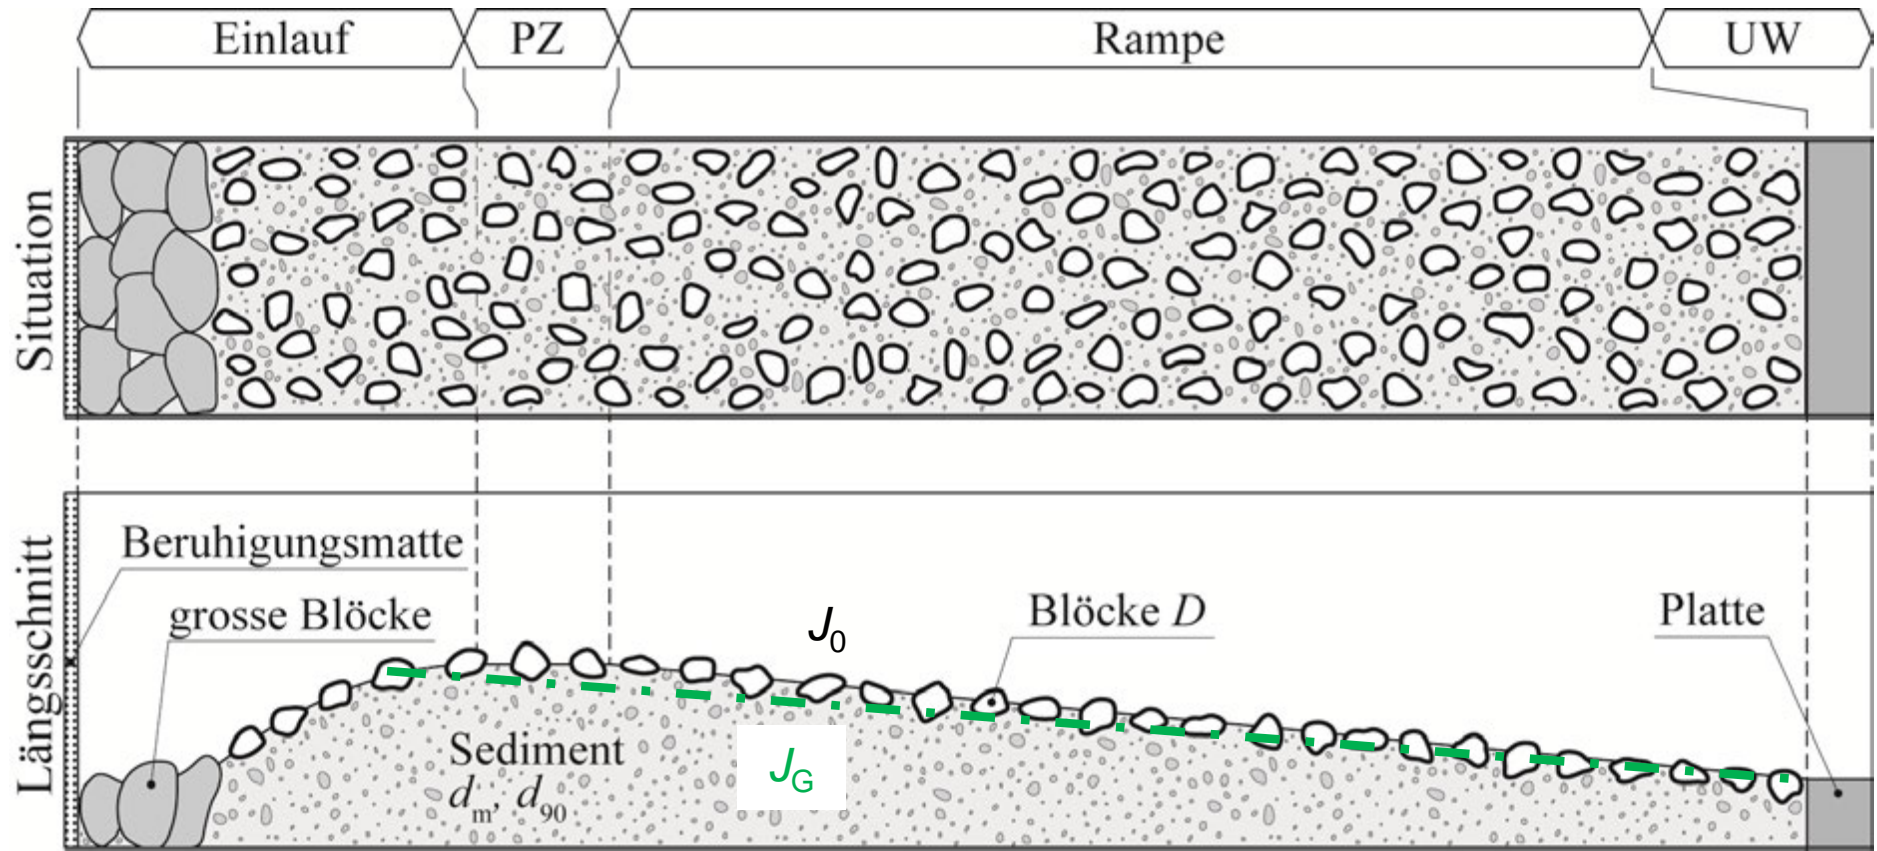 Einlauf
PZ
Rampe
UW
Situation
Längsschnitt
Beruhigungsmatte
grosse Blöcke
J0
Blöcke D
Platte
Sediment
dm, d90
JG